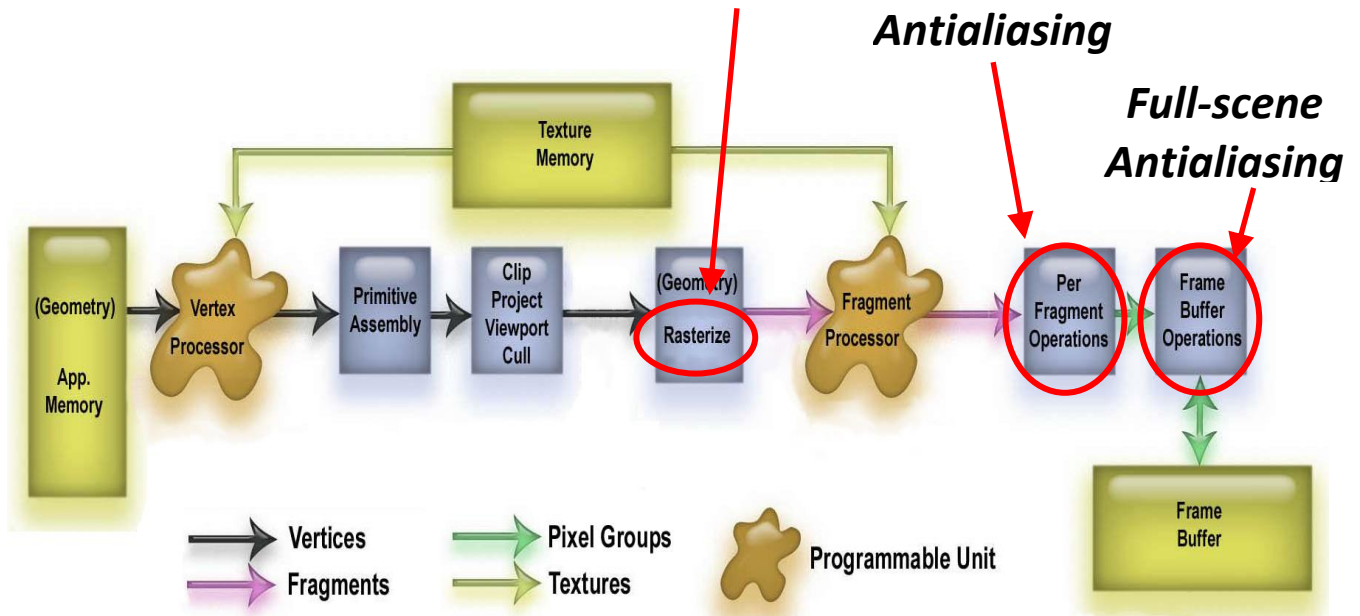 Antialiasing
Full-scene
Antialiasing
Texture
Memory
(Geometry)
App.
Memory
Vertex
Processor
Primitive
Assembly
Clip
Project
Viewport
Cull
(Geometry)
Rasterize
Fragment
Processor
Per
Fragment
Operations
Frame
Buffer
Operations
Frame
Buffer
Vertices
Fragments
Pixel Groups
Textures
Programmable Unit